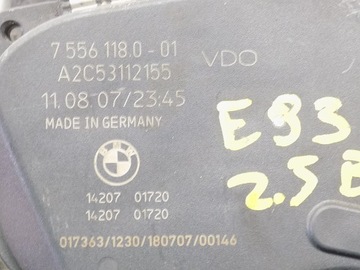 7 556 118.0 - 01
VDO
A2C53112155
11.08.07/23:45
MADE IN GERMANY
BMW
E93
2.5
14207 01720
14207 01720
017363/1230/180707/00146